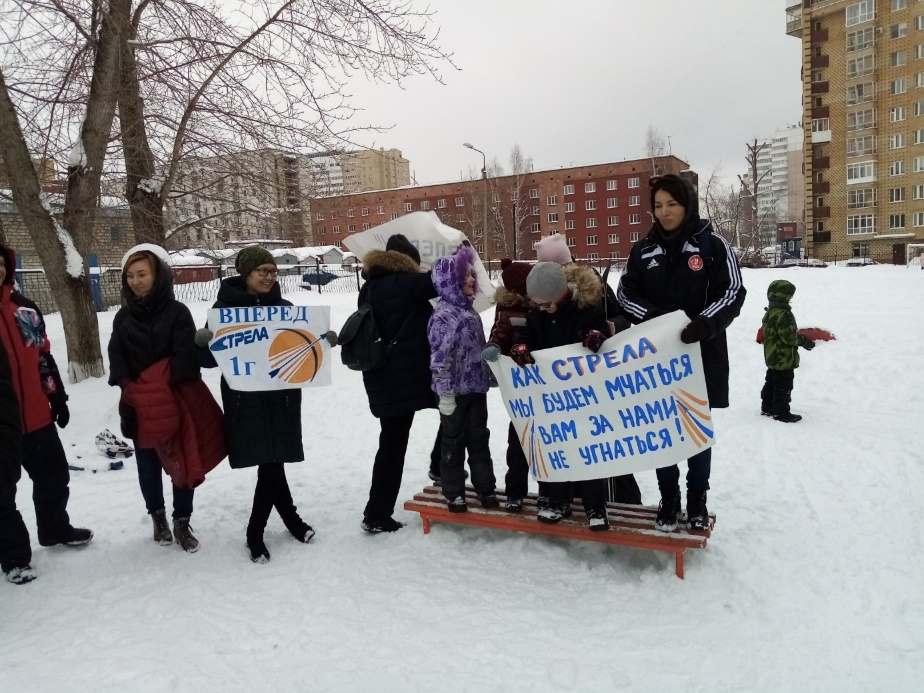 ВПЕРЕД
СТРЕЛА
1г
КАК СТРЕЛА
МЫ БУДЕМ МЧАТЬСЯ
ВАМ ЗА НАМИ
НЕ УГНАТЬСЯ!